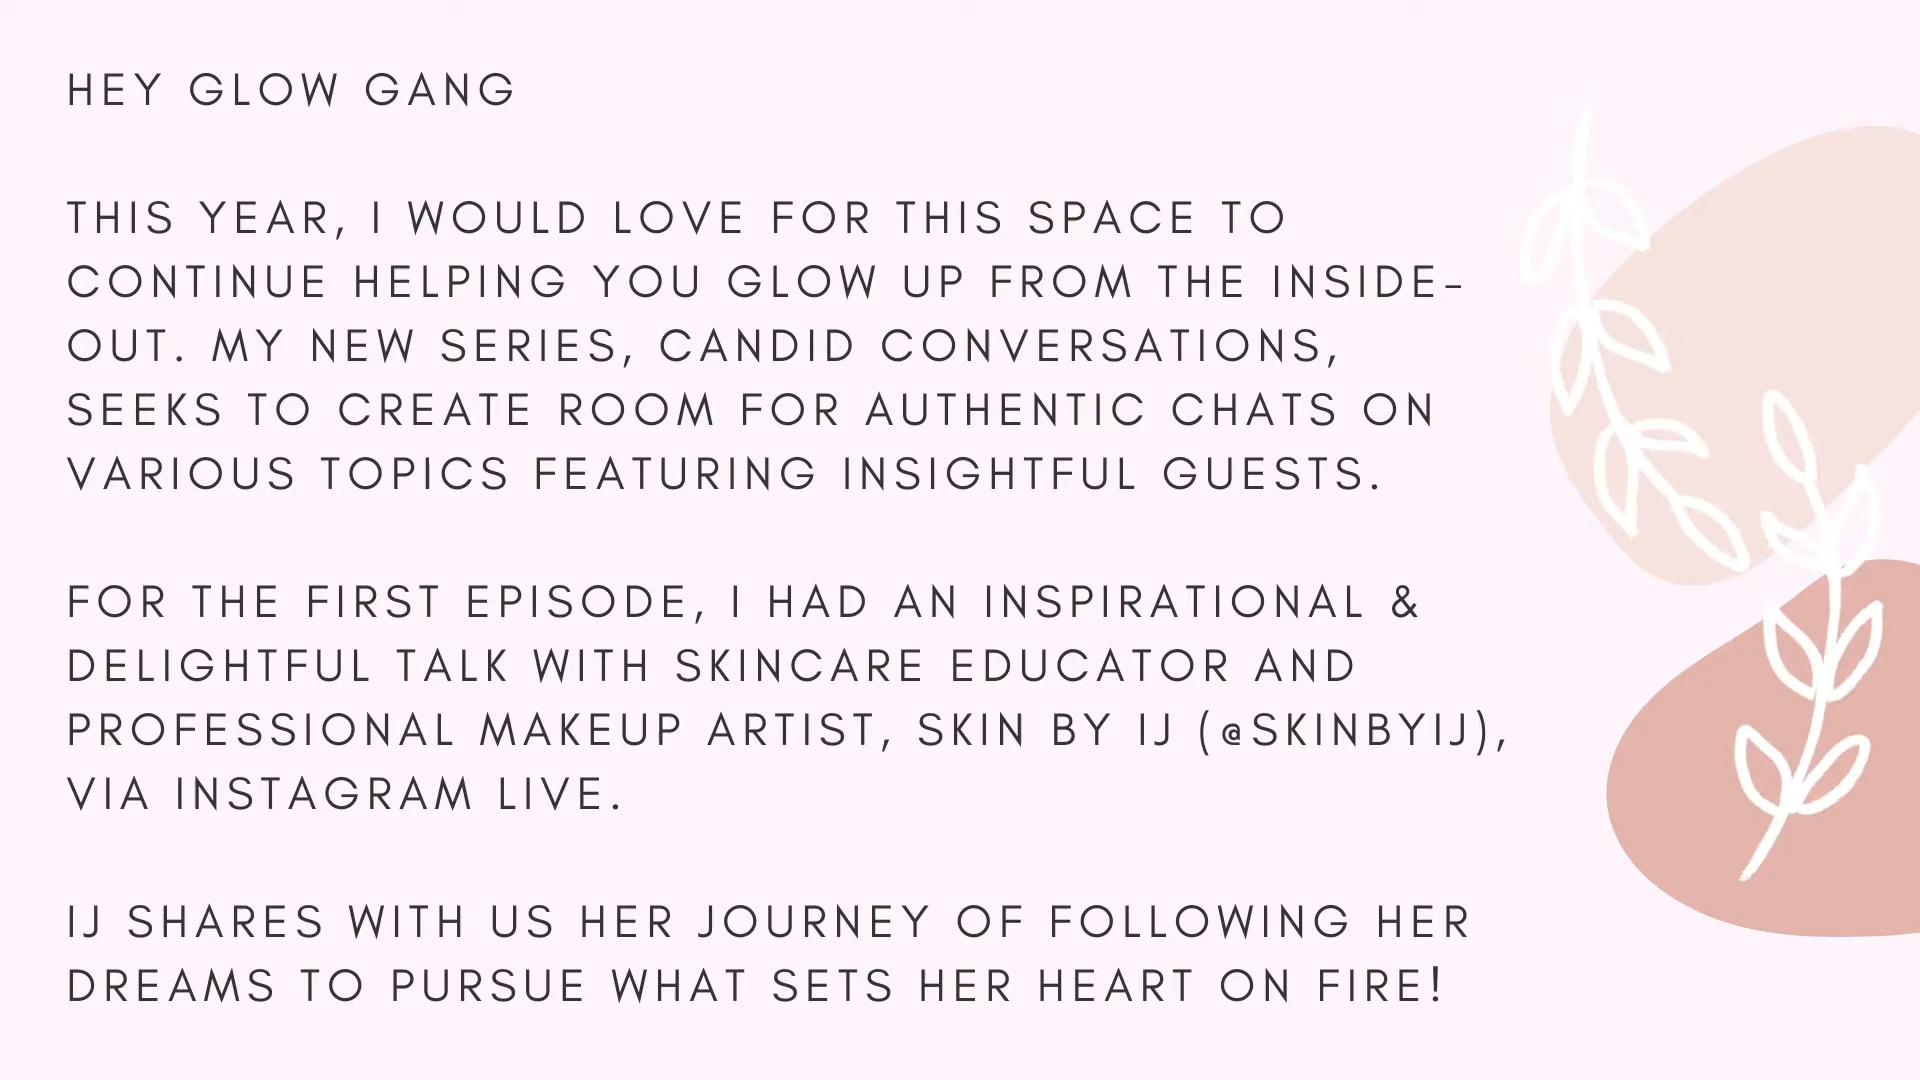 HEY GLOW GANG
THIS YEAR, I WOULD LOVE FOR THIS SPACE TO
CONTINUE HELPING YOU GLOW UP FROM THE INSIDE-
OUT. MY NEW SERIES, CANDID CONVERSATIONS,
SEEKS TO CREATE ROOM FOR AUTHENTIC CHATS ON
VARIOUS TOPICS FEATURING INSIGHTFUL GUESTS.
FOR THE FIRST EPISODE, I HAD AN INSPIRATIONAL &
DELIGHTFUL TALK WITH SKINCARE EDUCATOR AND
PROFESSIONAL MAKEUP ARTIST, SKIN BY IJ (@SKINBYIJ),
VIA INSTAGRAM LIVE.
IJ SHARES WITH US HER JOURNEY OF FOLLOWING HER
DREAMS TO PURSUE WHAT SETS HER HEART ON FIRE!